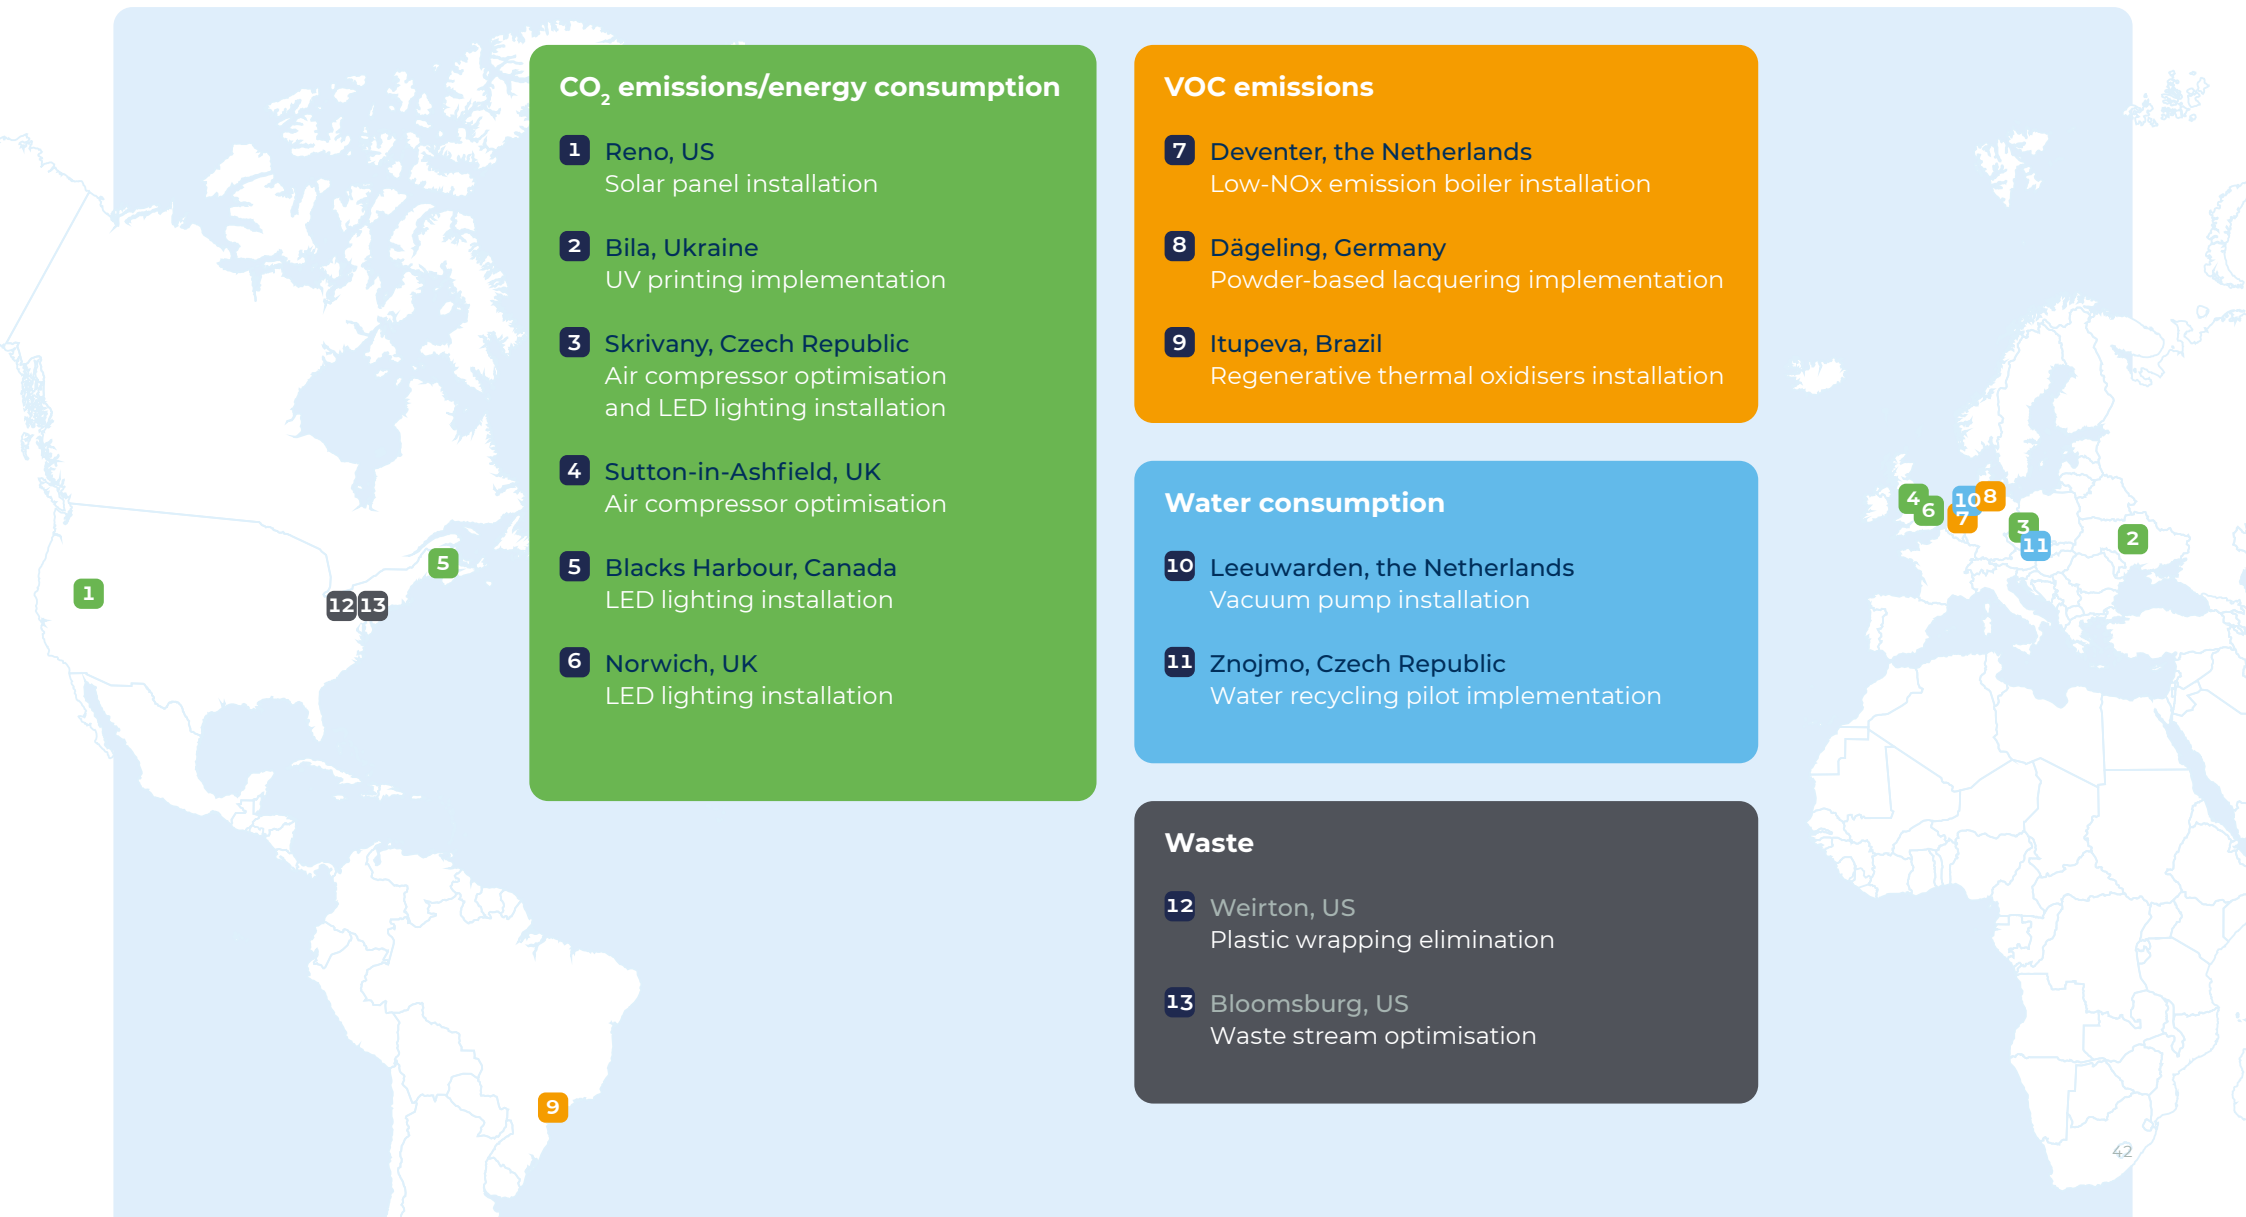 CO₂ emissions/energy consumption
1 Reno, US
Solar panel installation
2 Bila, Ukraine
UV printing implementation
3 Skrivany, Czech Republic
Air compressor optimisation
and LED lighting installation
4 Sutton-in-Ashfield, UK
Air compressor optimisation
5 Blacks Harbour, Canada
LED lighting installation
6 Norwich, UK
LED lighting installation
VOC emissions
7 Deventer, the Netherlands
Low-NOx emission boiler installation
8 Dägeling, Germany
Powder-based lacquering implementation
9 Itupeva, Brazil
Regenerative thermal oxidisers installation
Water consumption
10 Leeuwarden, the Netherlands
Vacuum pump installation
11 Znojmo, Czech Republic
Water recycling pilot implementation
Waste
12 Weirton, US
Plastic wrapping elimination
13 Bloomsburg, US
Waste stream optimisation
1
12 13
5
9
4
6
10 8
7
3
11
2
42